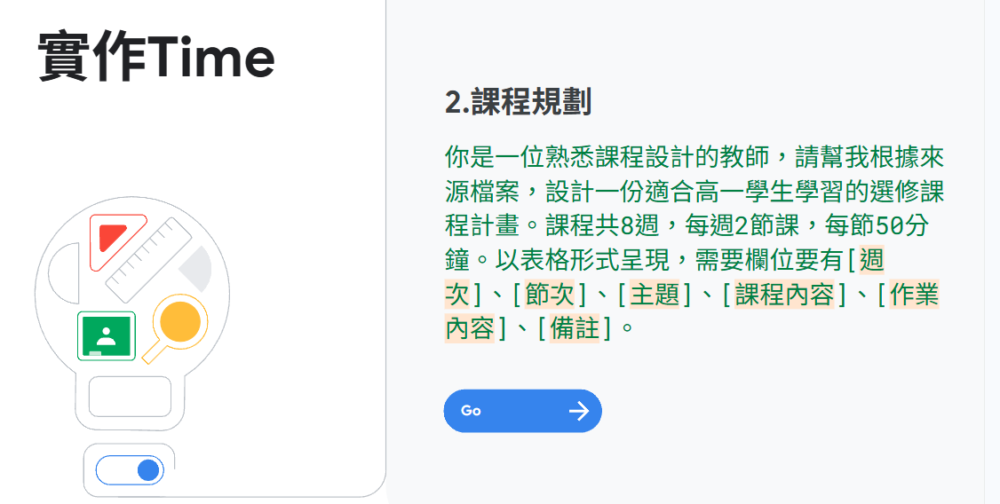 實作Time
2.課程規劃
你是一位熟悉課程設計的教師，請幫我根據來
源檔案，設計一份適合高一學生學習的選修課
程計畫。課程共8週，每週2節課，每節50分
鐘。以表格形式呈現，需要欄位要有[週
次]、[節次]、[主題]、[課程內容]、[作業
內容]、[備註]。
Go